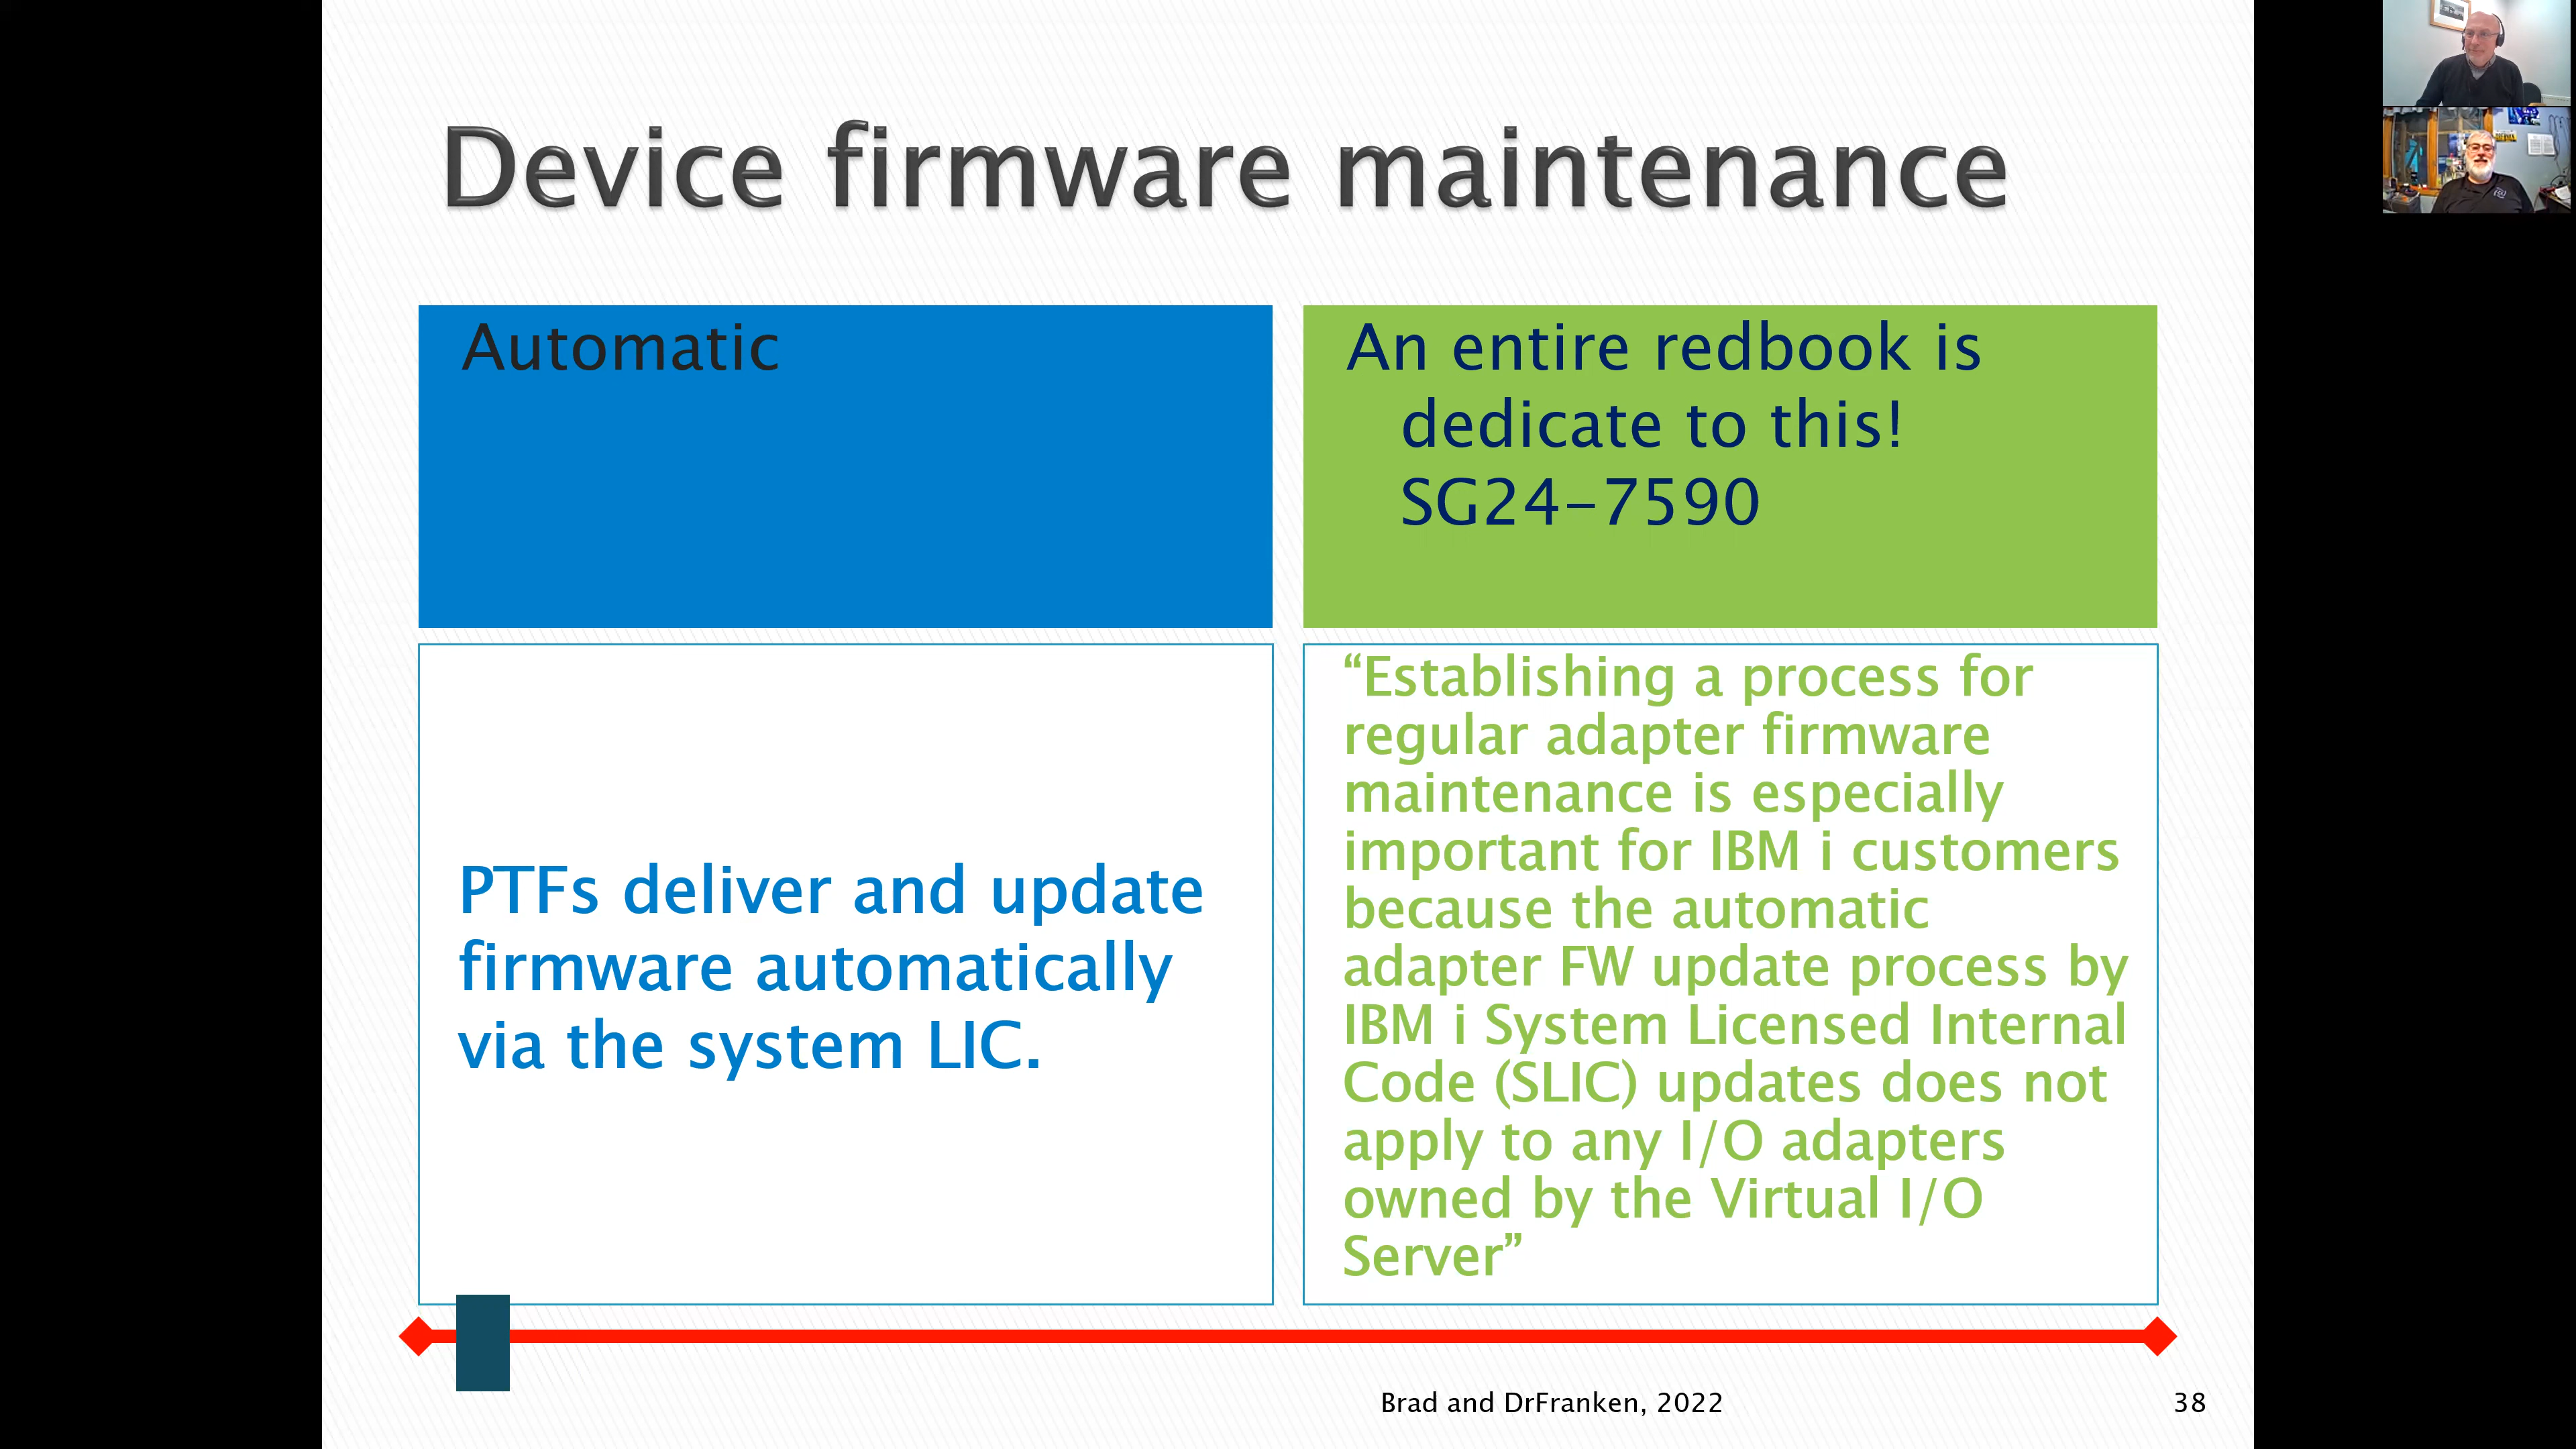 Device firmware maintenance
Automatic
An entire redbook is
dedicate to this!
SG24-7590
PTFs deliver and update
firmware automatically
via the system LIC.
“Establishing a process for
regular adapter firmware
maintenance is especially
important for IBM i customers
because the automatic
adapter FW update process by
IBM i System Licensed Internal
Code (SLIC) updates does not
apply to any I/O adapters
owned by the Virtual I/O
Server”
Brad and DrFranken, 2022
38